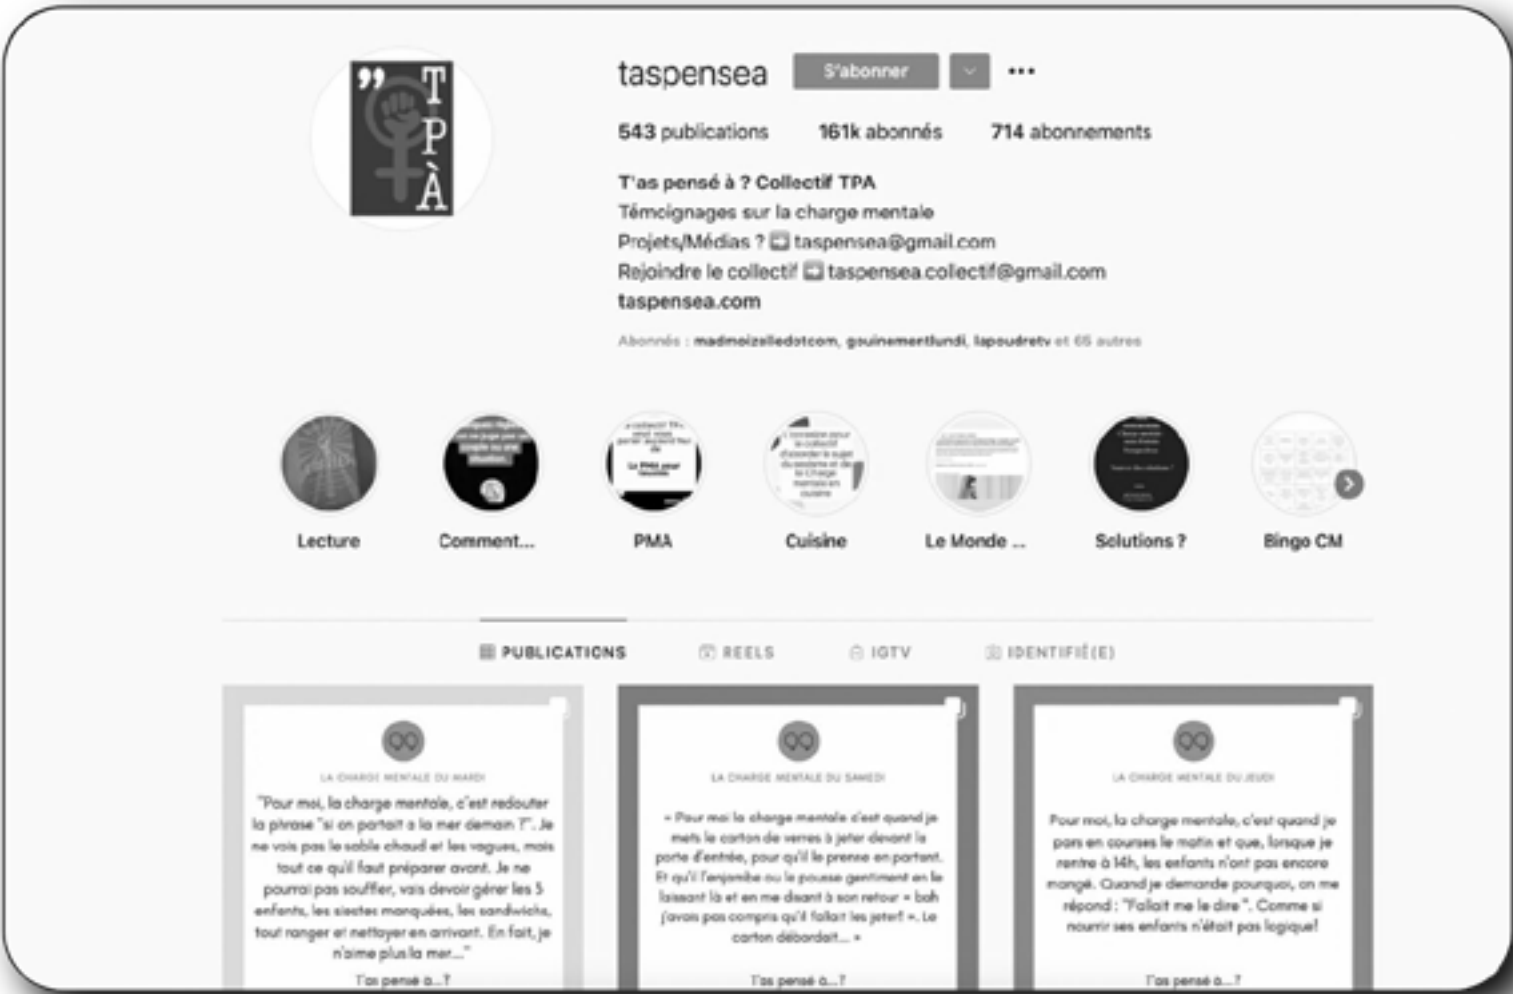 ”
T
P
À
taspensea S'abonner
543 publications 161k abonnés 714 abonnements
T'as pensé à ? Collectif TPA
Témoignages sur la charge mentale
Projets/Médias ? taspensea@gmail.com
Rejoindre le collectif taspensea.collectif@gmail.com
taspensea.com
Abonnés : madmoizelledotcom, gouinementlundi, lapoudretv et 65 autres
Lecture Comment... PMA Cuisine Le Monde ... Solutions ? Bingo CM
PUBLICATIONS REELS IGTV IDENTIFIÉ(E)
LA CHARGE MENTALE DU MARDI
"Pour moi, la charge mentale, c'est redouter
la phrase "si on partait a la mer demain ?". Je
ne vois pas le sable chaud et les vagues, mais
tout ce qu'il faut préparer avant. Je ne
pourrai pas souffler, vais devoir gérer les 3
enfants, les siestes manquées, les sandwichs,
tout ranger et nettoyer en arrivant. En fait, je
n'aime plus la mer..."
T'as pensé à...?
LA CHARGE MENTALE DU SAMEDI
« Pour moi la charge mentale c'est quand je
mets le carton de verres à jeter devant la
porte d'entrée, pour qu'il le prenne en partant.
Et qu'il l'enjambe ou le pousse gentiment en le
laissant là et en me disant à son retour « bah
j'avais pas compris qu'il fallait les jeter! ». Le
carton débordait... »
T'as pensé à...?
LA CHARGE MENTALE DU JEUDI
Pour moi, la charge mentale, c'est quand je
pars en courses le matin et que, lorsque je
rentre à 14h, les enfants n'ont pas encore
mangé. Quand je demande pourquoi, on me
répond : "Fallait me le dire ". Comme si
nourrir ses enfants n'était pas logique!
T'as pensé à...?